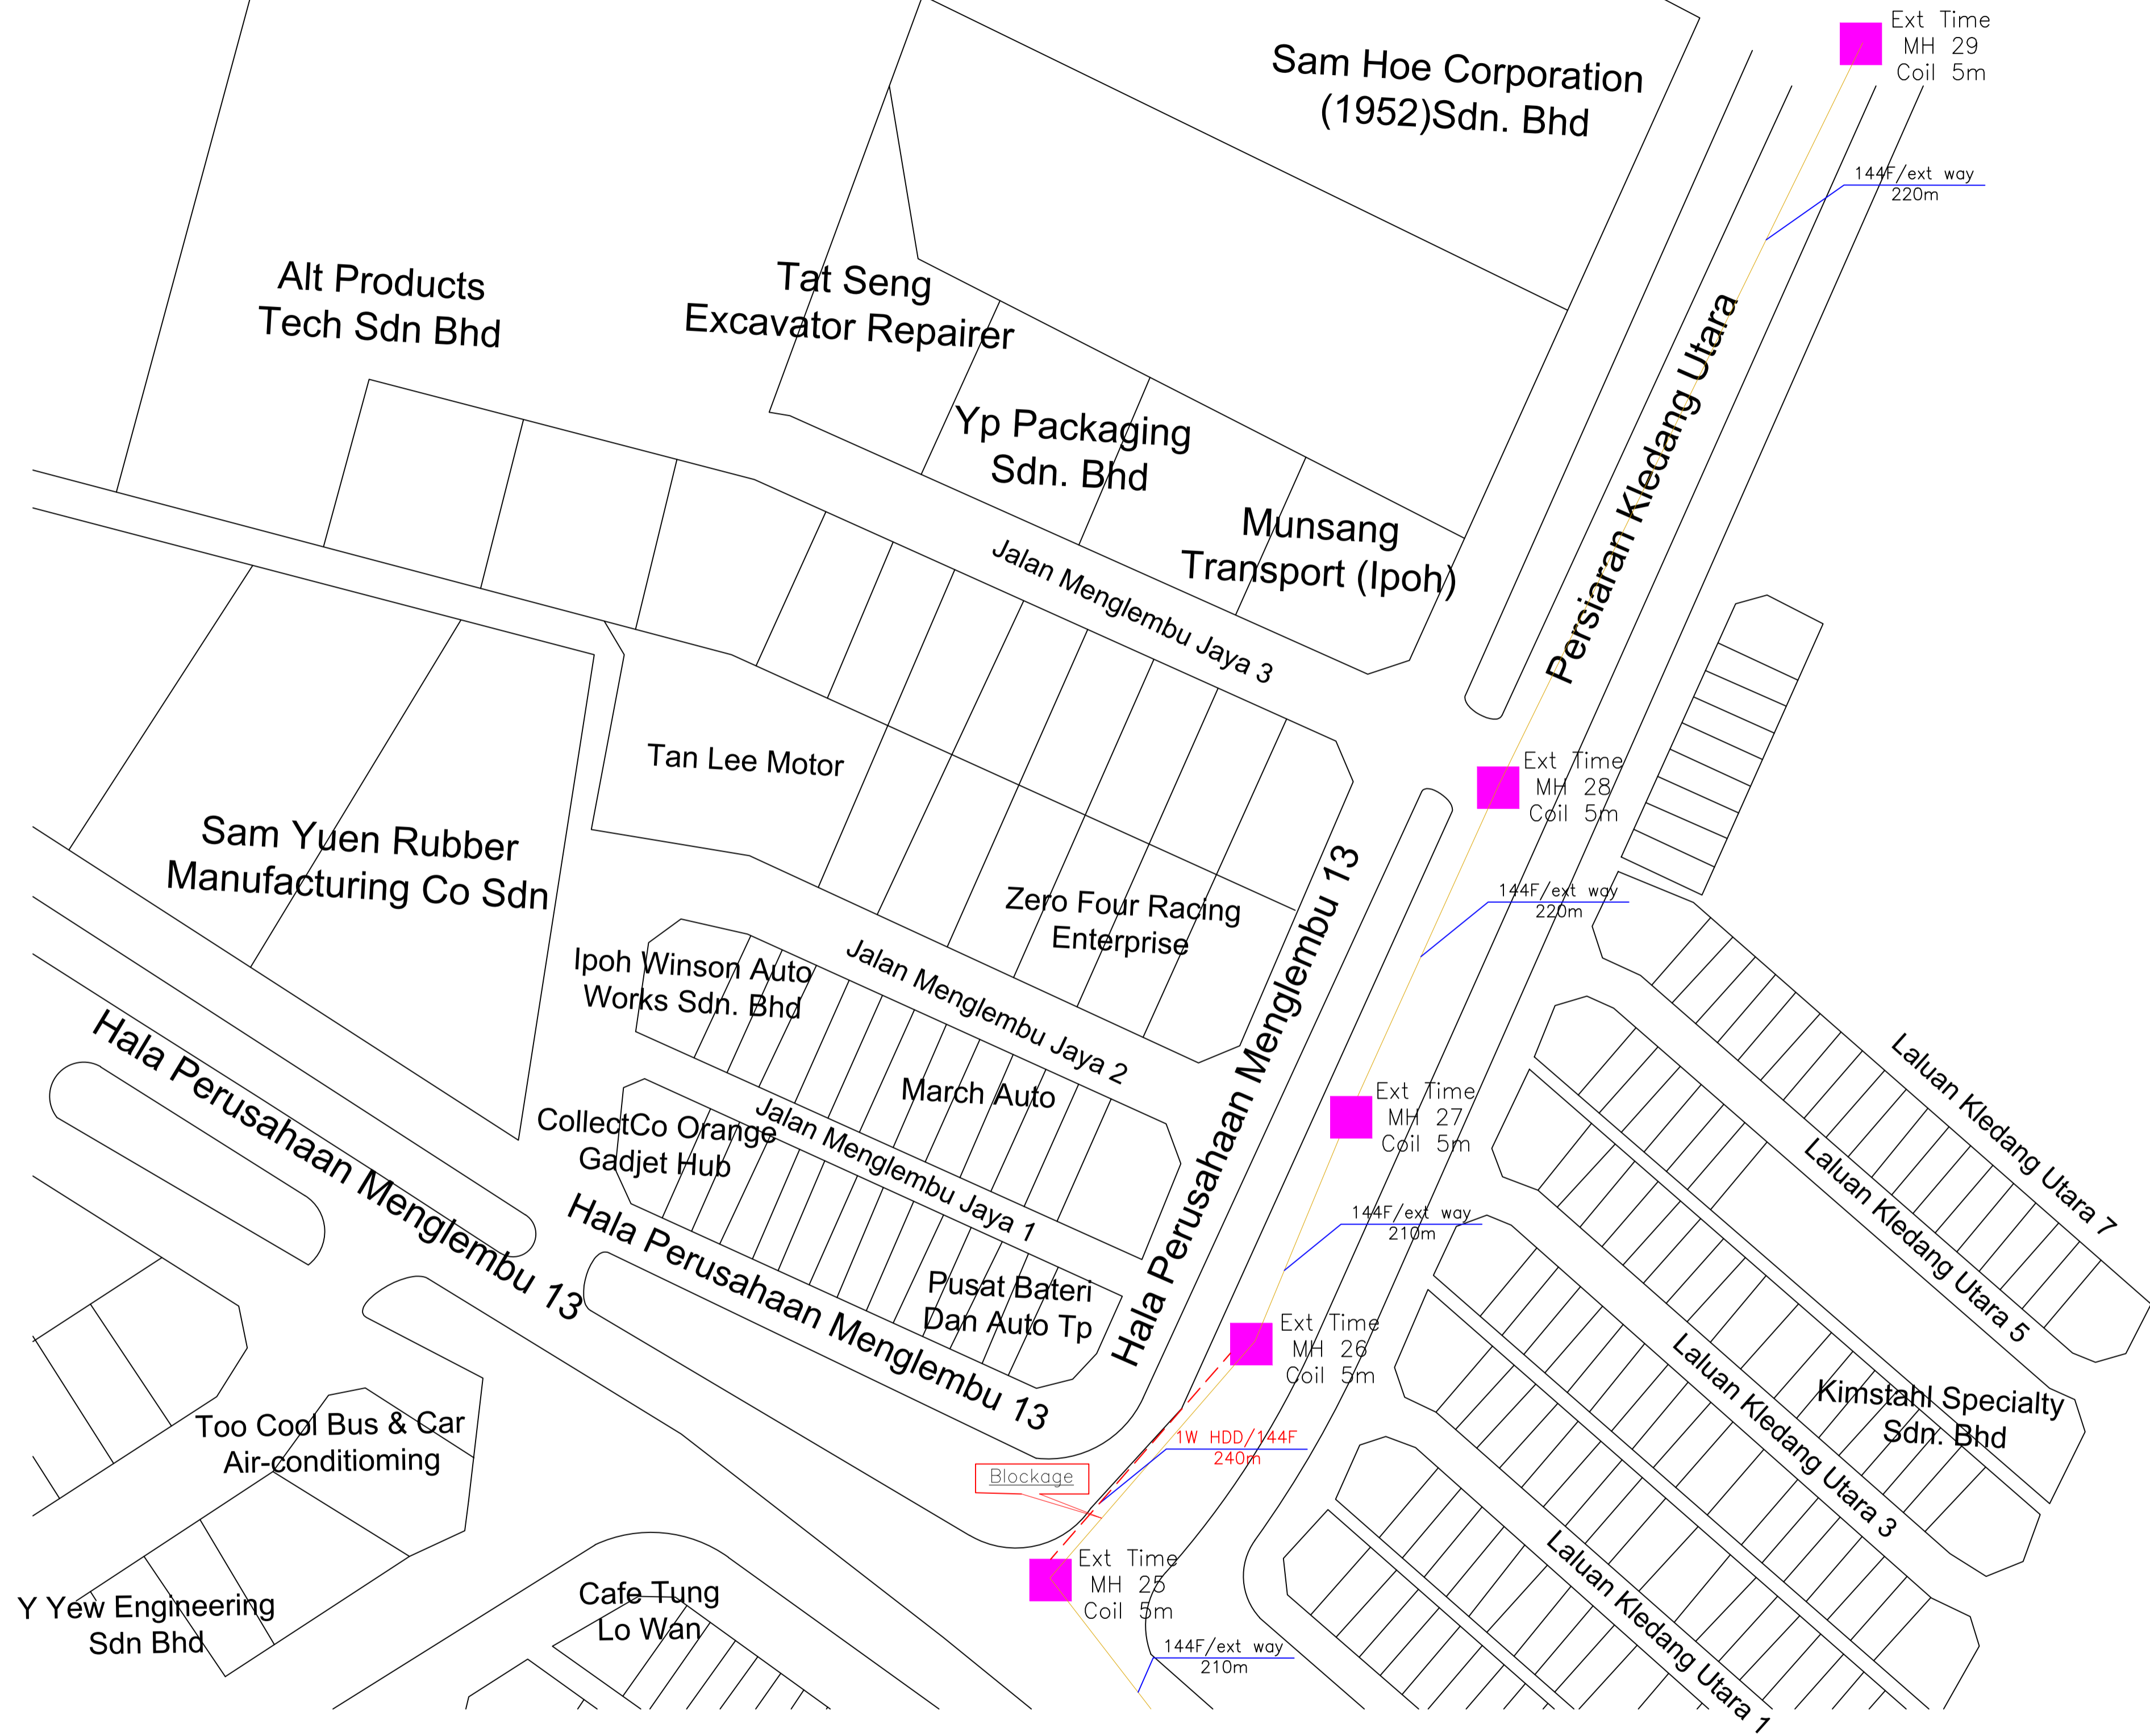 Ext Time
MH 29
Coil 5m
Sam Hoe Corporation
(1952)Sdn. Bhd
144F/ext way
220m
Alt Products
Tech Sdn Bhd
Tat Seng
Excavator Repairer
Persiaran Kledang Utara
Yp Packaging
Sdn. Bhd
Munsang
Transport (Ipoh)
Jalan Menglembu Jaya 3
Tan Lee Motor
Ext Time
MH 28
Coil 5m
Sam Yuen Rubber
Manufacturing Co Sdn
Zero Four Racing
Enterprise
144F/ext way
220m
Hala Perusahaan Menglembu 13
Ipoh Winson Auto
Works Sdn. Bhd
Jalan Menglembu Jaya 2
Hala Perusahaan Menglembu 13
March Auto
Ext Time
MH 27
Coil 5m
Laluan Kledang Utara 7
CollectCo Orange
Gadjet Hub
Jalan Menglembu Jaya 1
Laluan Kledang Utara 5
Hala Perusahaan Menglembu 13
144F/ext way
210m
Pusat Bateri
Dan Auto Tp
Ext Time
MH 26
Coil 5m
Laluan Kledang Utara 3
Kimstahl Specialty
Sdn. Bhd
Too Cool Bus & Car
Air-conditioming
1W HDD/144F
240m
Blockage
Ext Time
MH 25
Coil 5m
Laluan Kledang Utara 1
Y Yew Engineering
Sdn Bhd
Cafe Tung
Lo Wan
144F/ext way
210m